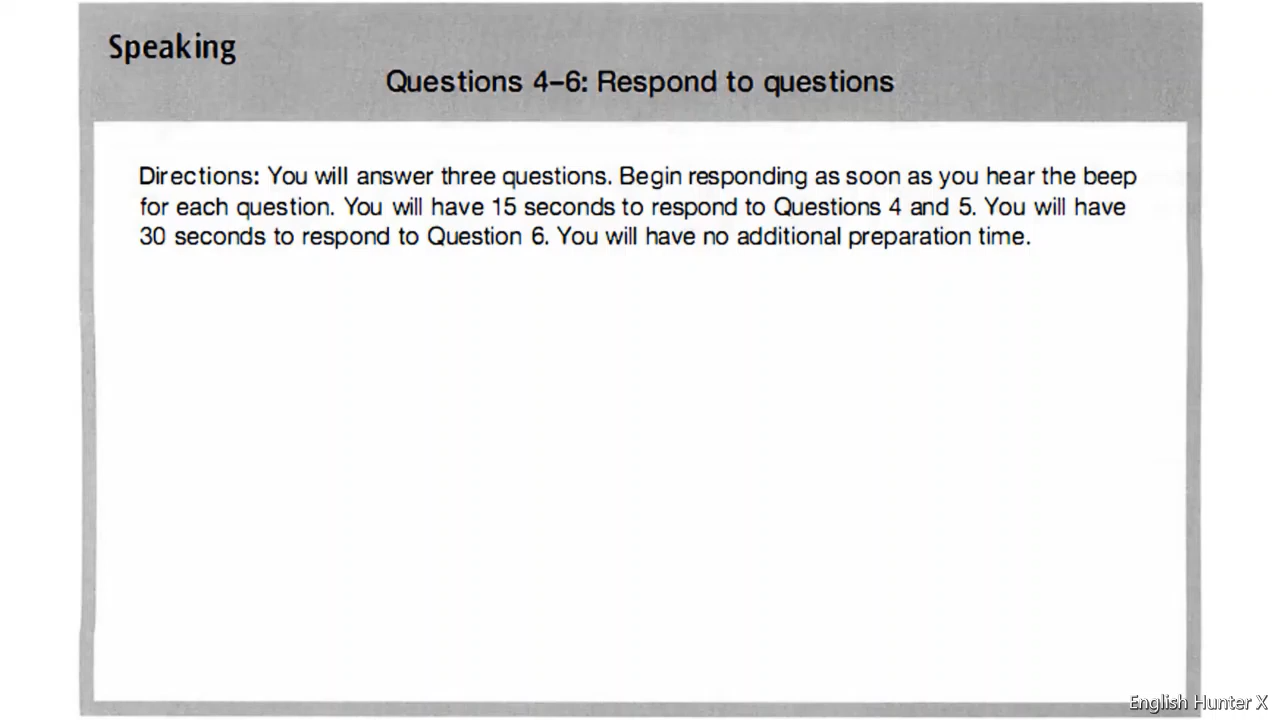 Speaking
Questions 4–6: Respond to questions
Directions: You will answer three questions. Begin responding as soon as you hear the beep
for each question. You will have 15 seconds to respond to Questions 4 and 5. You will have
30 seconds to respond to Question 6. You will have no additional preparation time.
English Hunter X